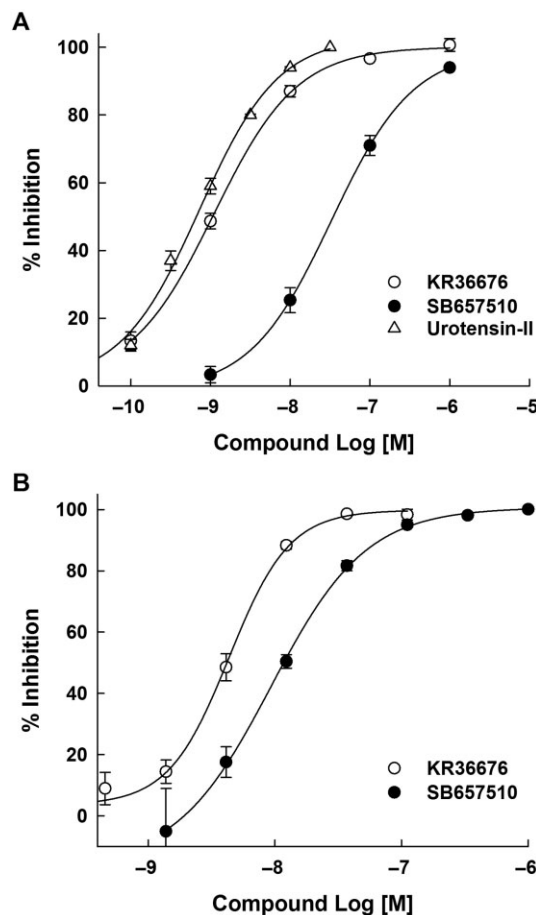 A
100
80
60
40
20
0
% Inhibition
KR36676
SB657510
Urotensin-II
–10 –9 –8 –7 –6 –5
Compound Log [M]
B
100
80
60
40
20
0
% Inhibition
KR36676
SB657510
–9 –8 –7 –6
Compound Log [M]